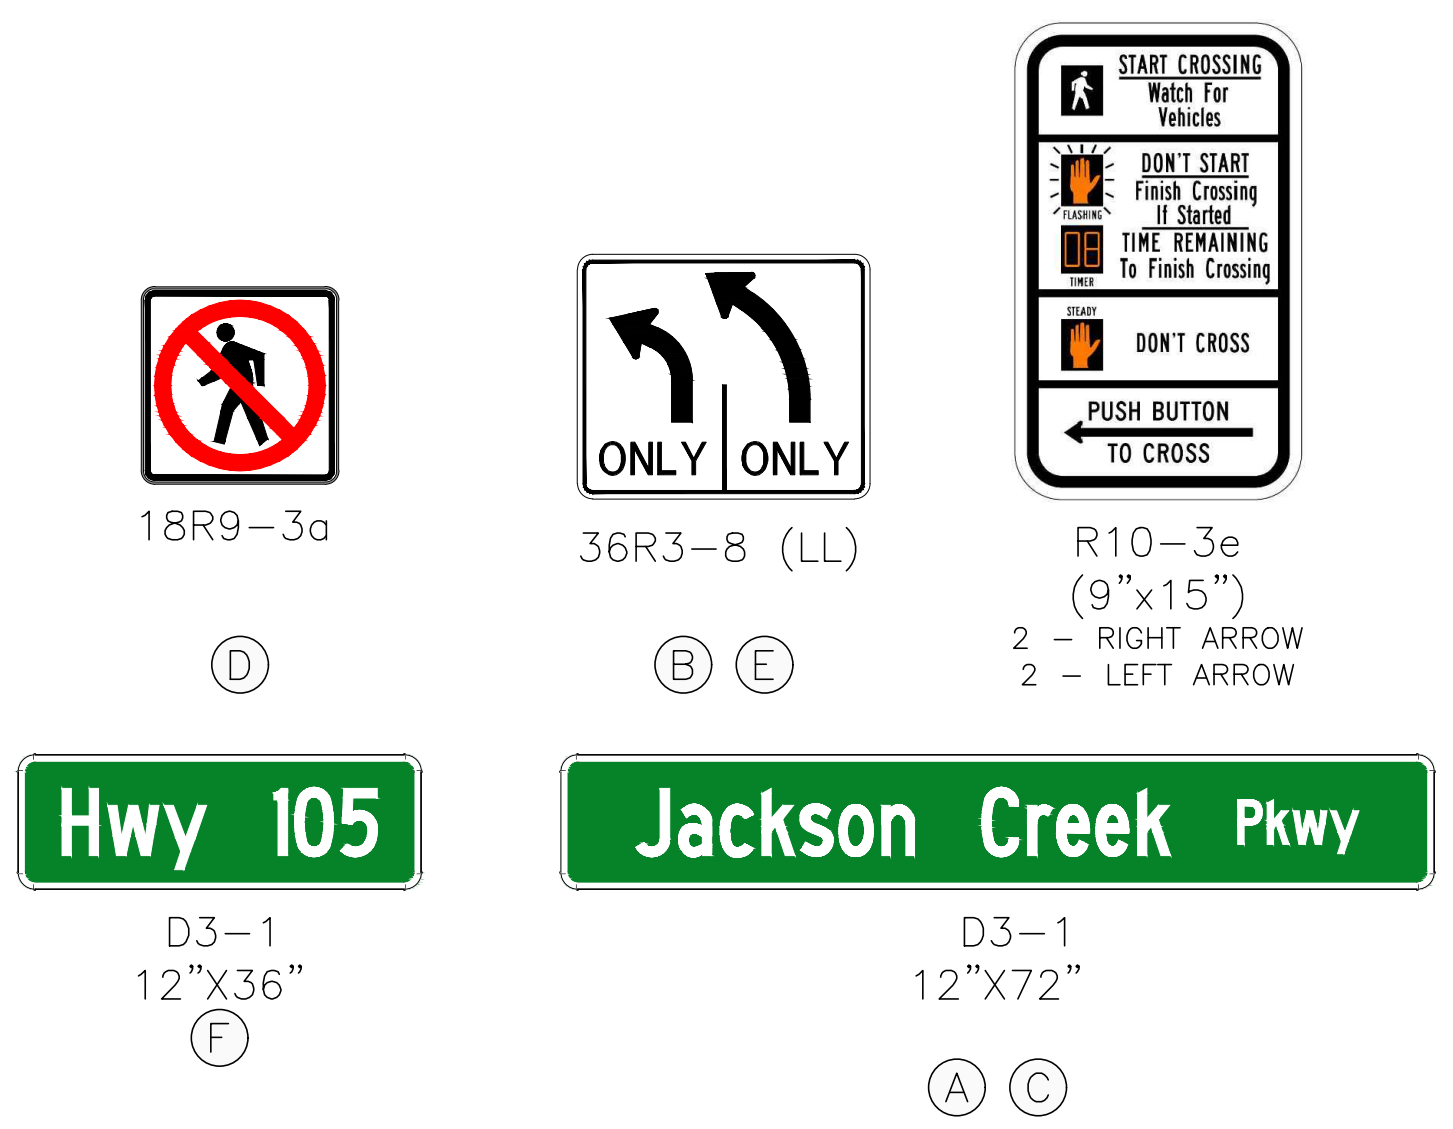 START CROSSING
Watch For
Vehicles
DON'T START
Finish Crossing
If Started
FLASHING
TIME REMAINING
To Finish Crossing
08
TIMER
STEADY
DON'T CROSS
PUSH BUTTON
TO CROSS
ONLY ONLY
18R9-3a
36R3-8 (LL)
R10-3e
(9"x15")
2 - RIGHT ARROW
2 - LEFT ARROW
D
B E
Hwy 105
Jackson Creek Pkwy
D3-1
12"X36"
F
D3-1
12"X72"
A C